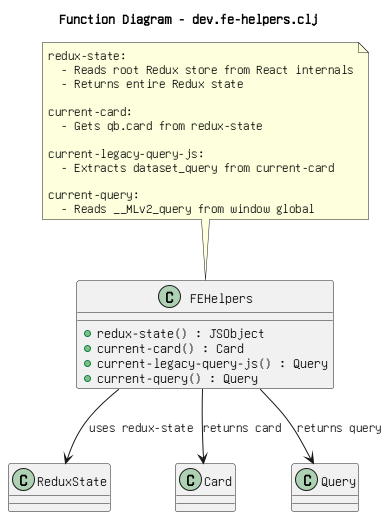 Function Diagram - dev.fe-helpers.clj
redux-state:
- Reads root Redux store from React internals
- Returns entire Redux state
current-card:
- Gets qb.card from redux-state
current-legacy-query-js:
- Extracts dataset_query from current-card
current-query:
- Reads __MLv2_query from window global
C FEHelpers
redux-state() : JSObject
current-card() : Card
current-legacy-query-js() : Query
current-query() : Query
uses redux-state
returns card
returns query
C ReduxState
C Card
C Query